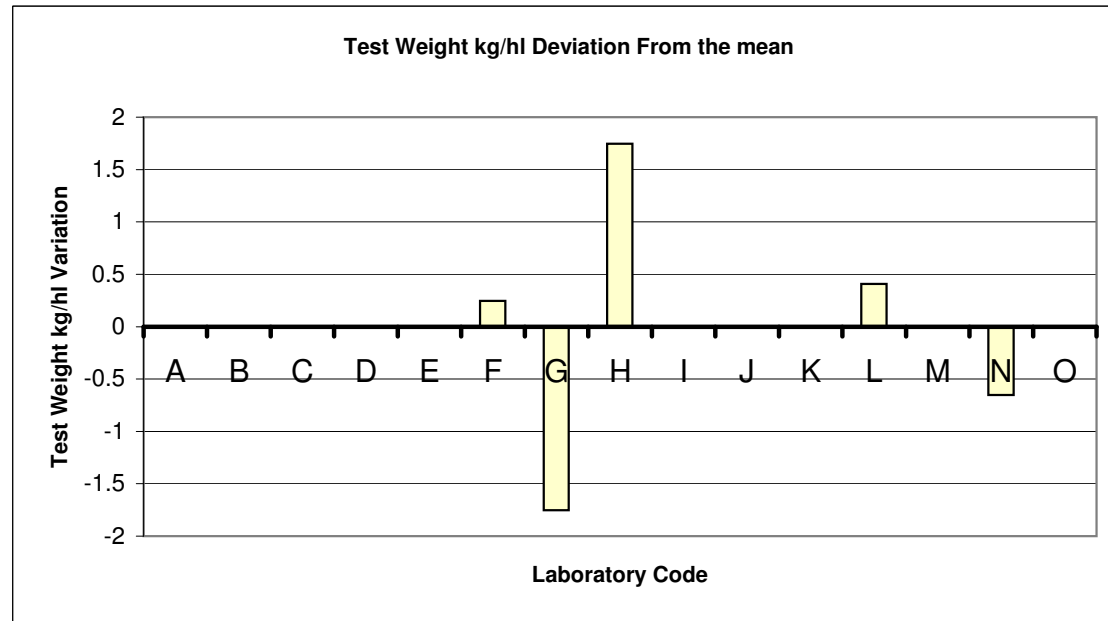 Test Weight kg/hl Deviation From the mean
Test Weight kg/hl Variation
2
1.5
1
0.5
0
-0.5
-1
-1.5
-2
A B C D E F G H I J K L M N O
Laboratory Code